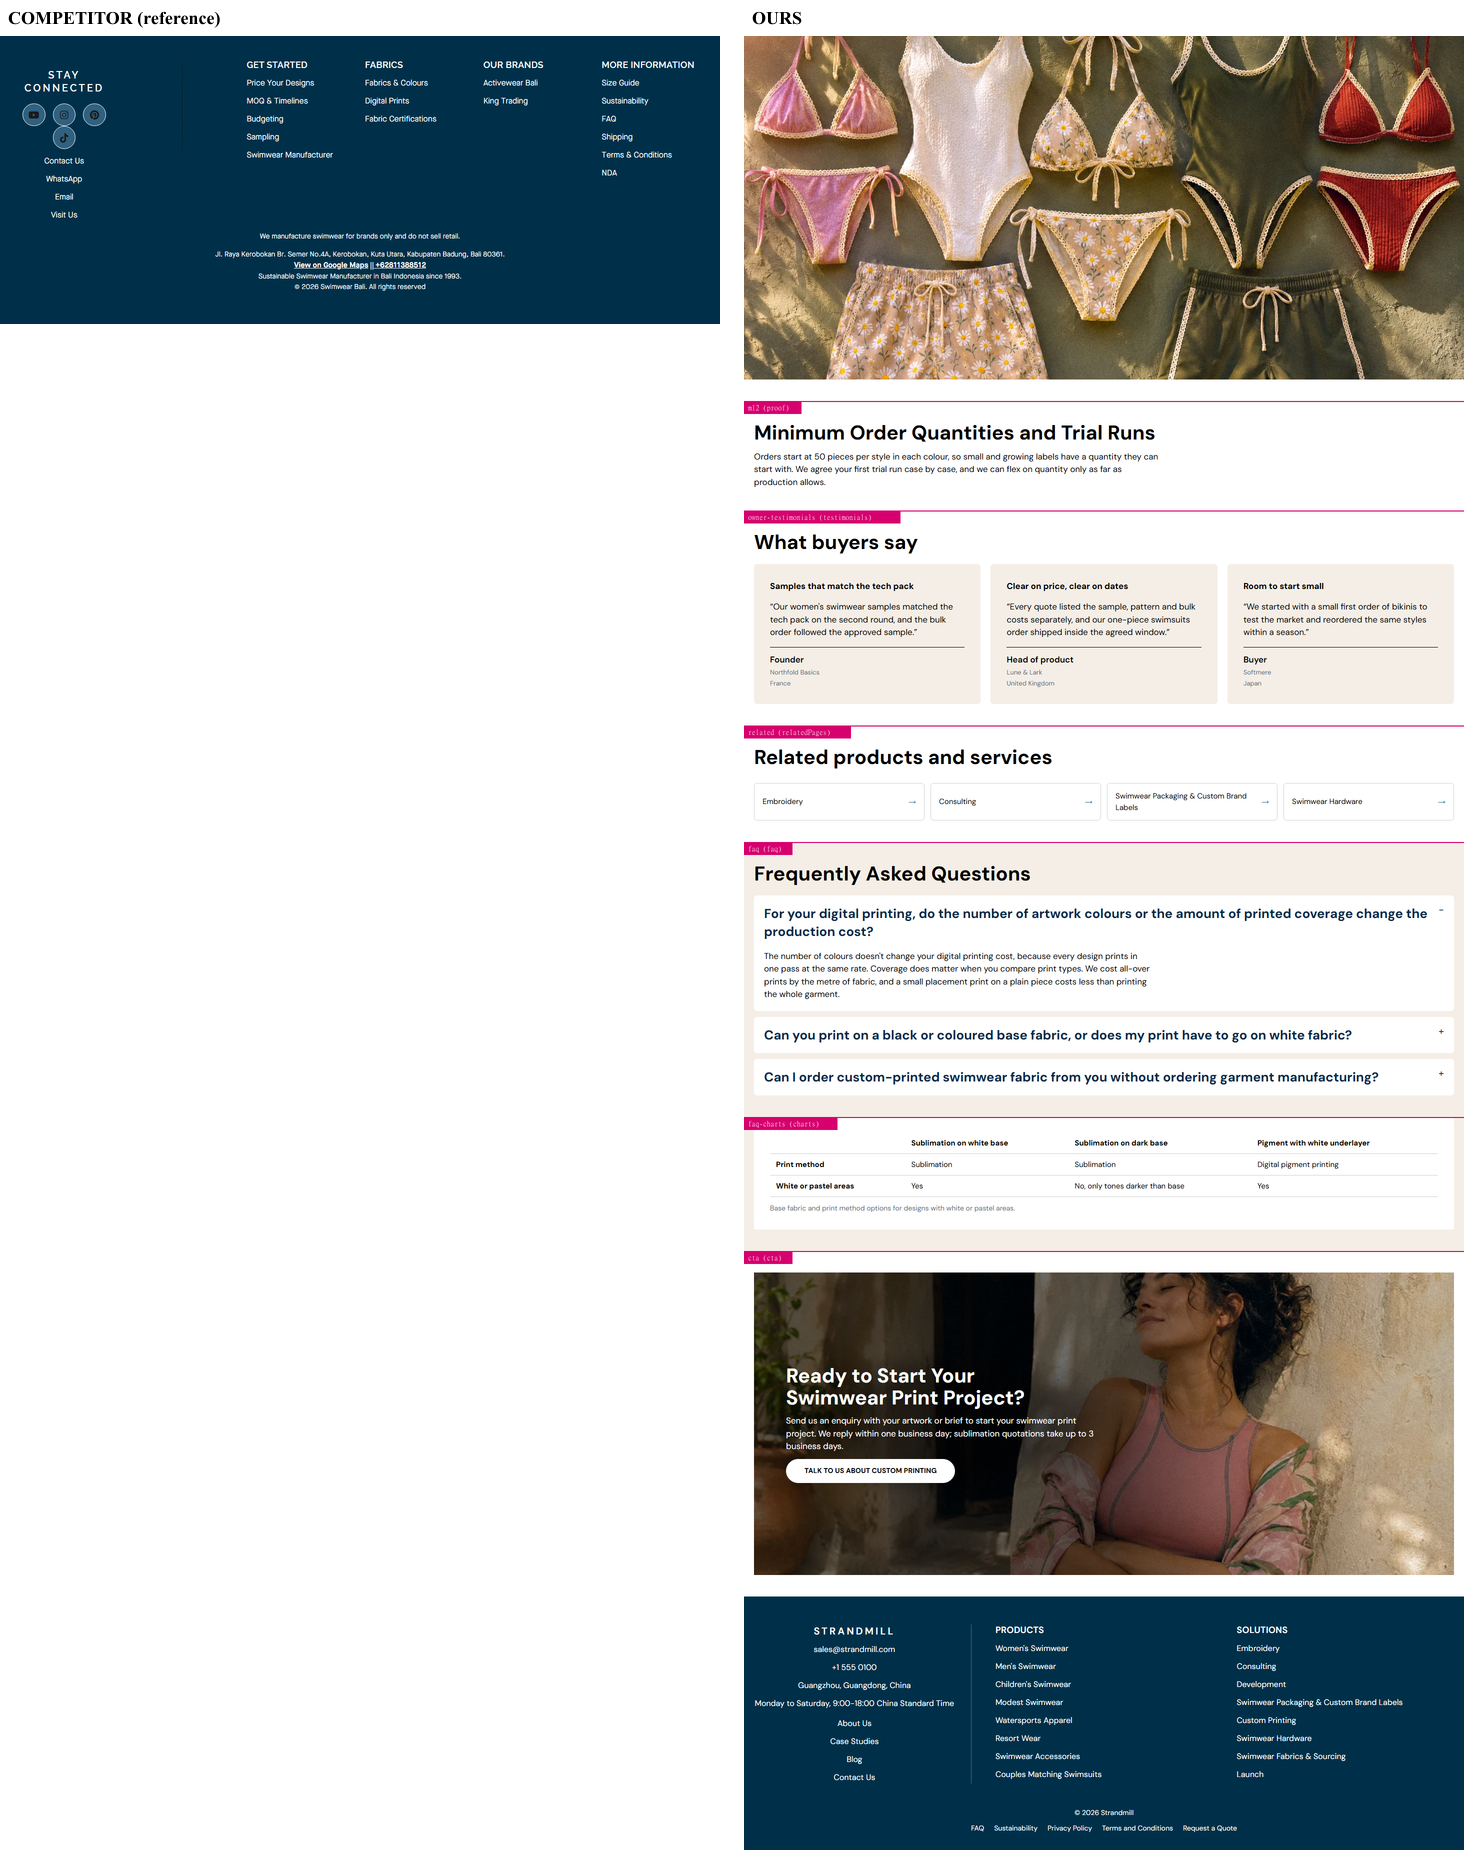 COMPETITOR (reference)
STAY
CONNECTED
Contact Us
WhatsApp
Email
Visit Us
GET STARTED
Price Your Designs
MOQ & Timelines
Budgeting
Sampling
Swimwear Manufacturer
FABRICS
Fabrics & Colours
Digital Prints
Fabric Certifications
OUR BRANDS
Activewear Bali
King Trading
MORE INFORMATION
Size Guide
Sustainability
FAQ
Shipping
Terms & Conditions
NDA
We manufacture swimwear for brands only and do not sell retail.
Jl. Raya Kerobokan Br. Semer No.4A, Kerobokan, Kuta Utara, Kabupaten Badung, Bali 80361.
View on Google Maps || +62811388512
Sustainable Swimwear Manufacturer in Bali Indonesia since 1993.
© 2026 Swimwear Bali. All rights reserved
OURS
m12 (proof)
Minimum Order Quantities and Trial Runs
Orders start at 50 pieces per style in each colour, so small and growing labels have a quantity they can
start with. We agree your first trial run case by case, and we can flex on quantity only as far as
production allows.
owner-testimonials (testimonials)
What buyers say
Samples that match the tech pack
“Our women's swimwear samples matched the
tech pack on the second round, and the bulk
order followed the approved sample.”
Founder
Northfold Basics
France
Clear on price, clear on dates
“Every quote listed the sample, pattern and bulk
costs separately, and our one-piece swimsuits
order shipped inside the agreed window.”
Head of product
Lune & Lark
United Kingdom
Room to start small
“We started with a small first order of bikinis to
test the market and reordered the same styles
within a season.”
Buyer
Softmere
Japan
related (relatedPages)
Related products and services
Embroidery →
Consulting →
Swimwear Packaging & Custom Brand
Labels →
Swimwear Hardware →
faq (faq)
Frequently Asked Questions
For your digital printing, do the number of artwork colours or the amount of printed coverage change the −
production cost?
The number of colours doesn't change your digital printing cost, because every design prints in
one pass at the same rate. Coverage does matter when you compare print types. We cost all-over
prints by the metre of fabric, and a small placement print on a plain piece costs less than printing
the whole garment.
Can you print on a black or coloured base fabric, or does my print have to go on white fabric? +
Can I order custom-printed swimwear fabric from you without ordering garment manufacturing? +
faq-charts (charts)
Sublimation on white base Sublimation on dark base Pigment with white underlayer
Print method Sublimation Sublimation Digital pigment printing
White or pastel areas Yes No, only tones darker than base Yes
Base fabric and print method options for designs with white or pastel areas.
cta (cta)
Ready to Start Your
Swimwear Print Project?
Send us an enquiry with your artwork or brief to start your swimwear print
project. We reply within one business day; sublimation quotations take up to 3
business days.
TALK TO US ABOUT CUSTOM PRINTING
STRANDMILL
sales@strandmill.com
+1 555 0100
Guangzhou, Guangdong, China
Monday to Saturday, 9:00–18:00 China Standard Time
About Us
Case Studies
Blog
Contact Us
PRODUCTS
Women's Swimwear
Men's Swimwear
Children's Swimwear
Modest Swimwear
Watersports Apparel
Resort Wear
Swimwear Accessories
Couples Matching Swimsuits
SOLUTIONS
Embroidery
Consulting
Development
Swimwear Packaging & Custom Brand Labels
Custom Printing
Swimwear Hardware
Swimwear Fabrics & Sourcing
Launch
© 2026 Strandmill
FAQ Sustainability Privacy Policy Terms and Conditions Request a Quote